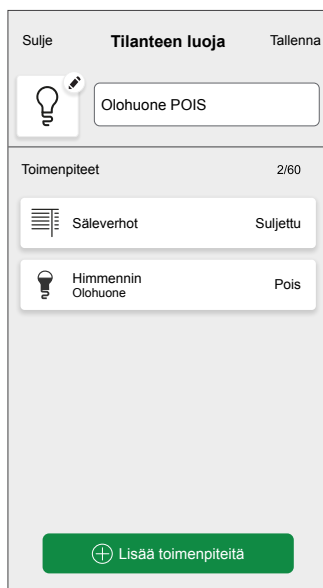 Sulje Tilanteen luoja Tallenna
Olohuone POIS
Toimenpiteet 2/60
Säleverhot Suljettu
Himmennin
Olohuone
Pois
Lisää toimenpiteitä